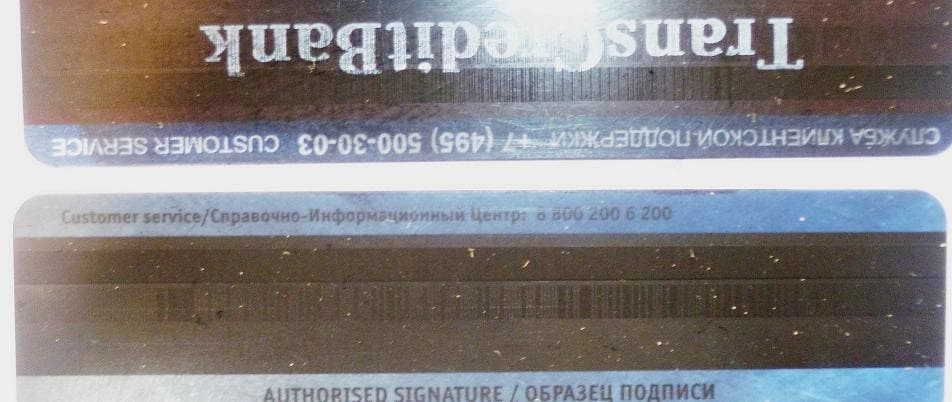 TransCreditBank
СЛУЖБА КЛИЕНТСКОЙ ПОДДЕРЖКИ +7 (495) 500-30-03 CUSTOMER SERVICE
Customer service/Справочно-Информационный Центр: 8 800 200 6 200
AUTHORISED SIGNATURE / ОБРАЗЕЦ ПОДПИСИ